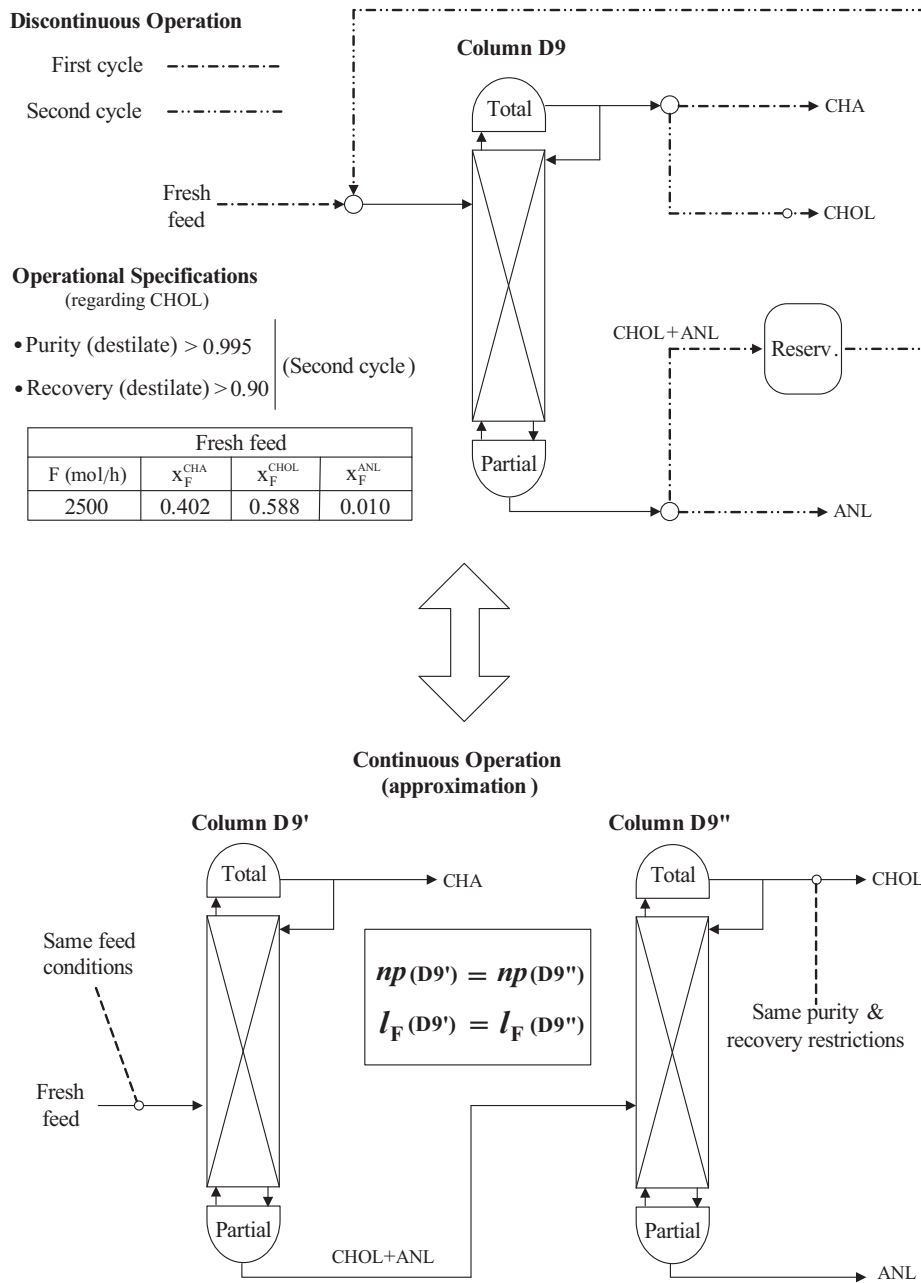 Discontinuous Operation
First cycle
Second cycle
Column D9
Total
CHA
CHOL
Fresh
feed
Operational Specifications
(regarding CHOL)
• Purity (destilate) > 0.995
• Recovery (destilate) > 0.90
(Second cycle)
CHOL+ANL
Reserv.
Fresh feed
F (mol/h) x_F^CHA x_F^CHOL x_F^ANL
2500 0.402 0.588 0.010
Partial
ANL
Continuous Operation
(approximation)
Column D9'
Column D9"
Total
CHA
Total
CHOL
Same feed
conditions
np(D9') = np(D9")
l_F(D9') = l_F(D9")
Same purity &
recovery restrictions
Fresh
feed
Partial
CHOL+ANL
Partial
ANL